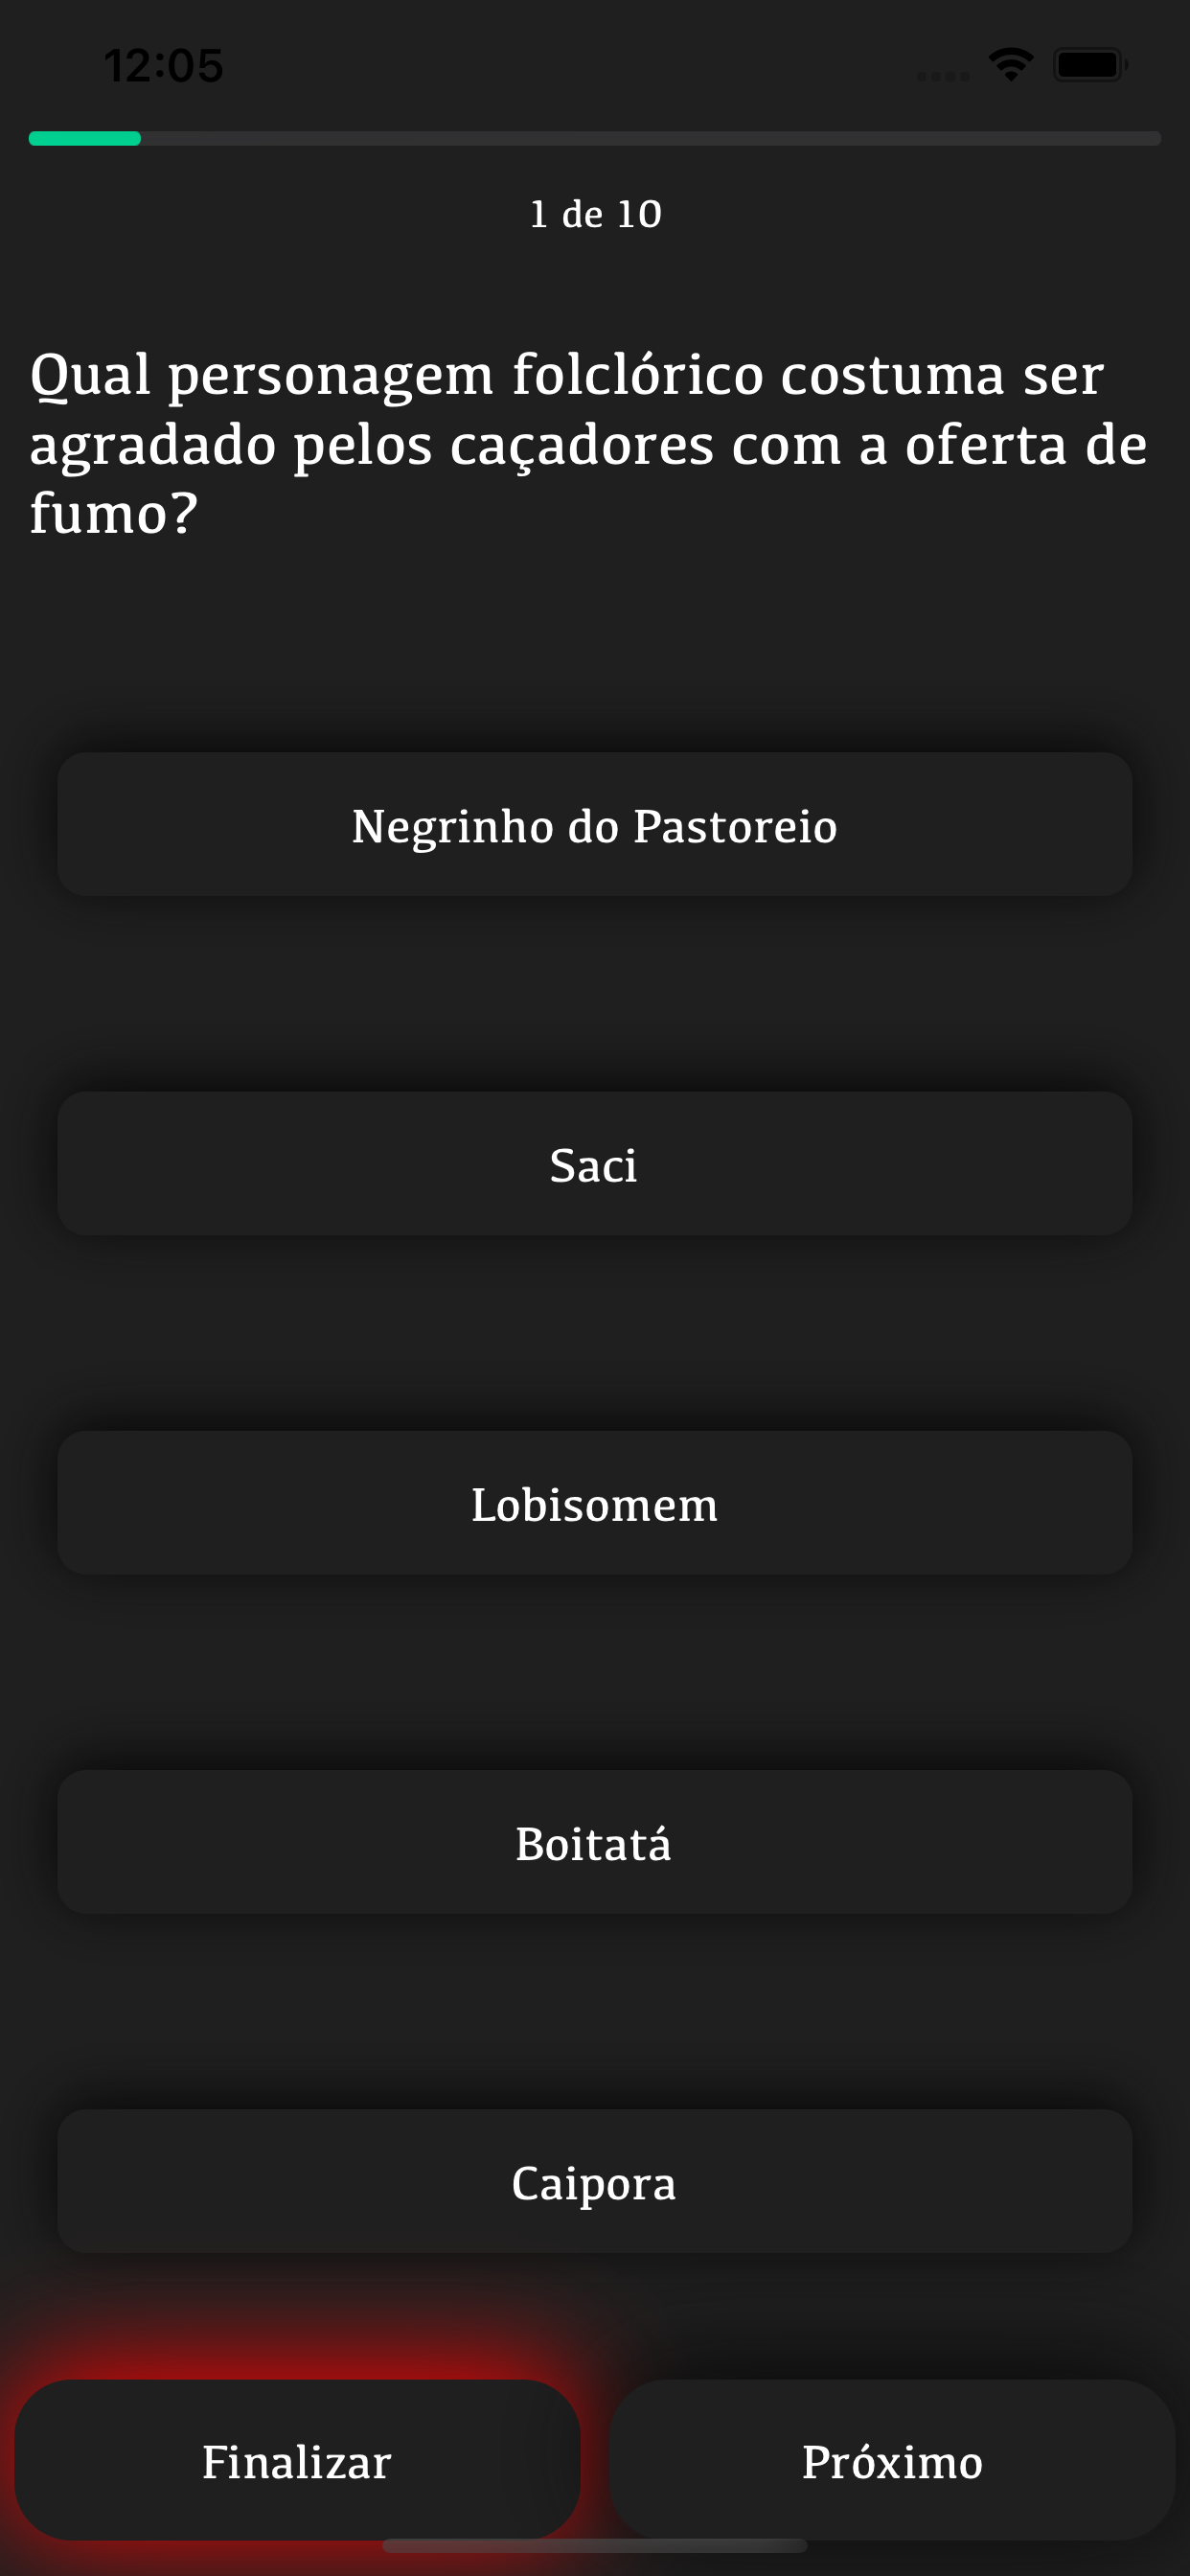 12:05
1 de 10
Qual personagem folclórico costuma ser
agradado pelos caçadores com a oferta de
fumo?
Negrinho do Pastoreio
Saci
Lobisomem
Boitatá
Caipora
Finalizar
Próximo